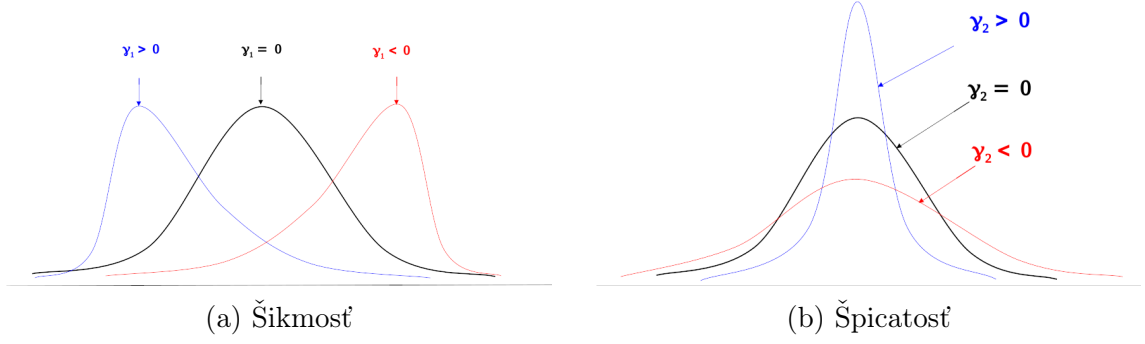 γ₁ > 0
γ₁ = 0
γ₁ < 0
(a) Šikmosť
γ₂ > 0
γ₂ = 0
γ₂ < 0
(b) Špicatosť